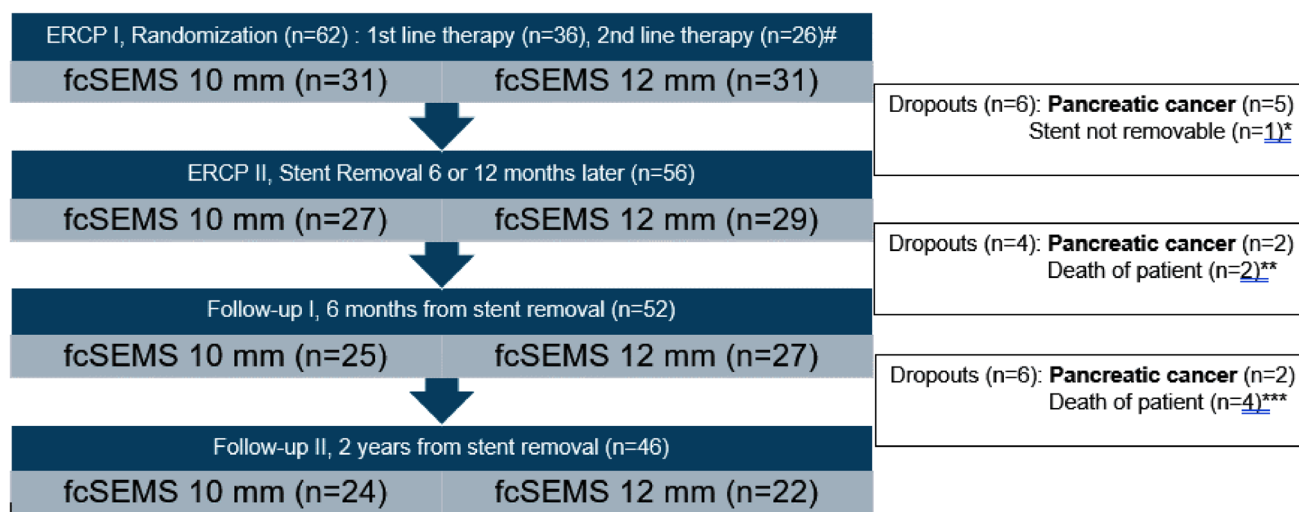 ERCP I, Randomization (n=62) : 1st line therapy (n=36), 2nd line therapy (n=26)#
fcSEMS 10 mm (n=31) fcSEMS 12 mm (n=31)
Dropouts (n=6): Pancreatic cancer (n=5)
Stent not removable (n=1)*
ERCP II, Stent Removal 6 or 12 months later (n=56)
fcSEMS 10 mm (n=27) fcSEMS 12 mm (n=29)
Dropouts (n=4): Pancreatic cancer (n=2)
Death of patient (n=2)**
Follow-up I, 6 months from stent removal (n=52)
fcSEMS 10 mm (n=25) fcSEMS 12 mm (n=27)
Dropouts (n=6): Pancreatic cancer (n=2)
Death of patient (n=4)***
Follow-up II, 2 years from stent removal (n=46)
fcSEMS 10 mm (n=24) fcSEMS 12 mm (n=22)